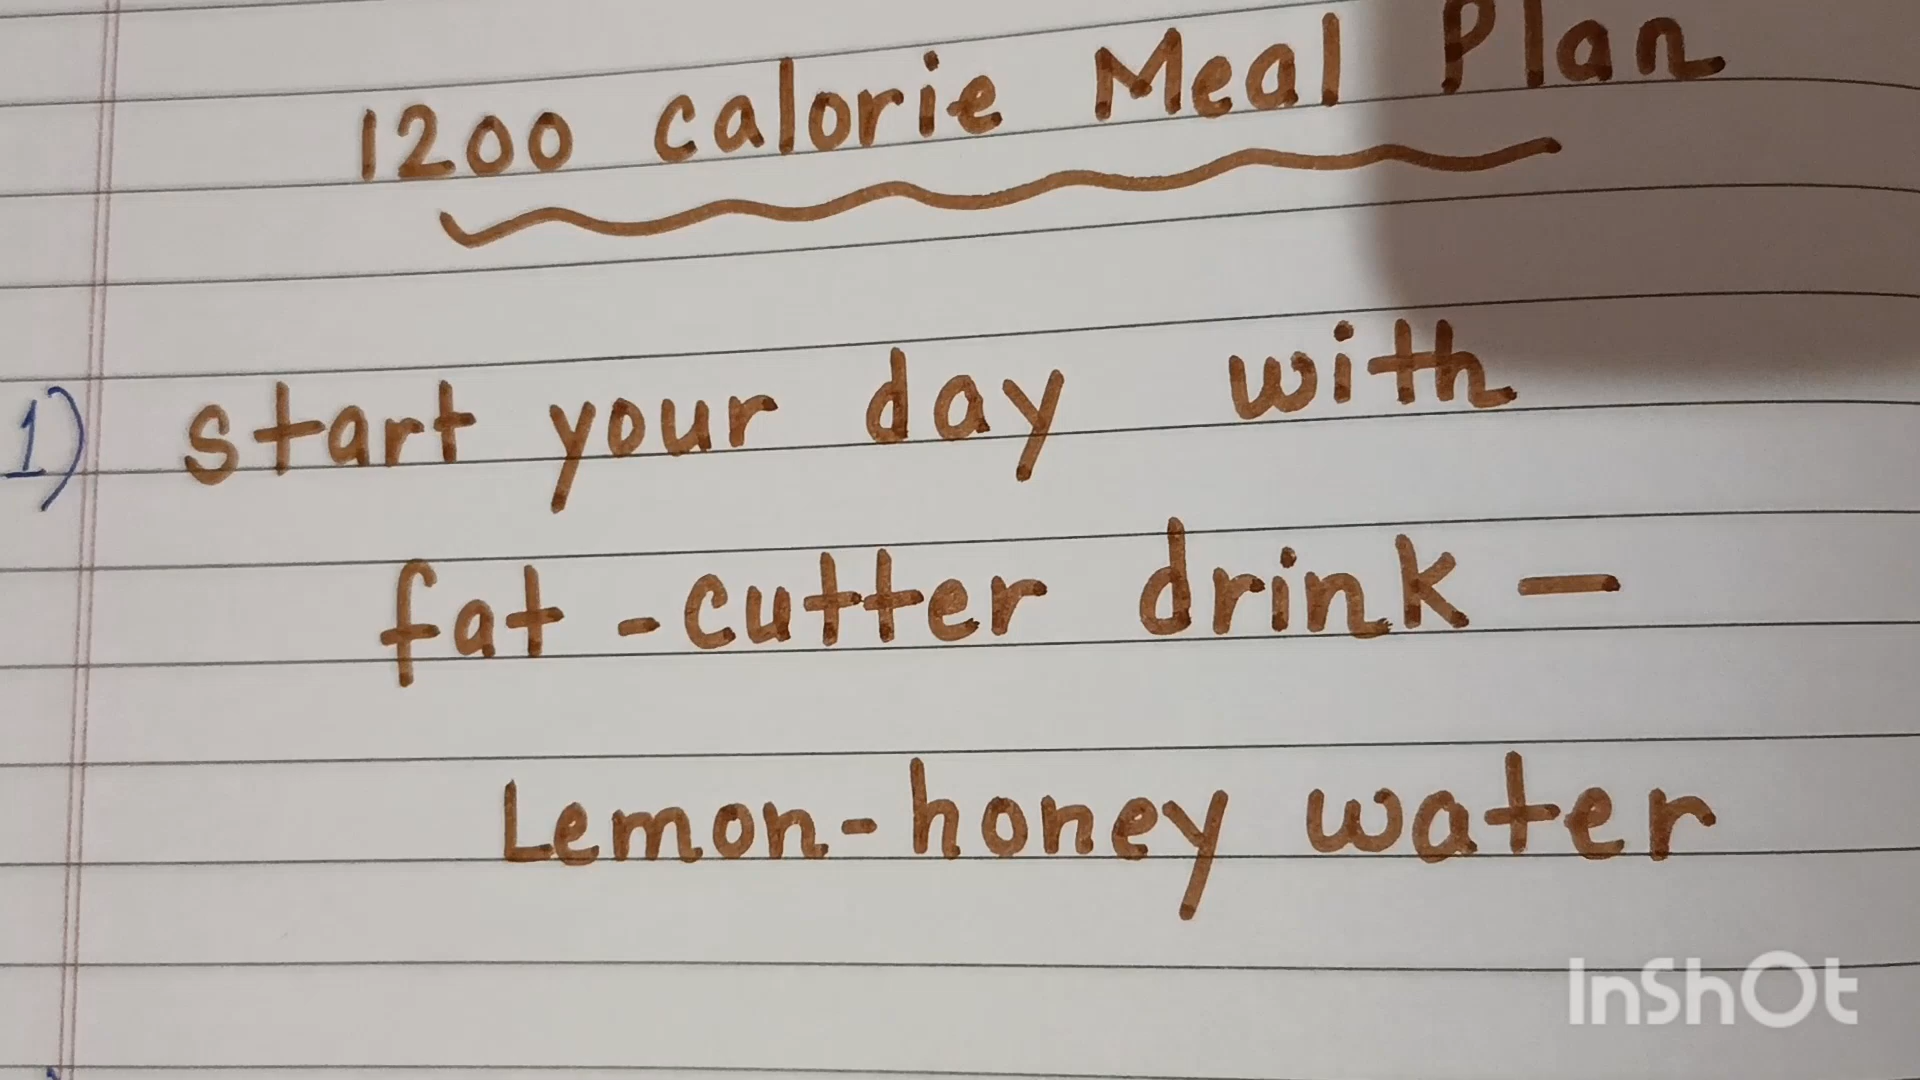 1200 calorie Meal Plan
1) start your day with
fat - cutter drink —
Lemon-honey water
InShOt